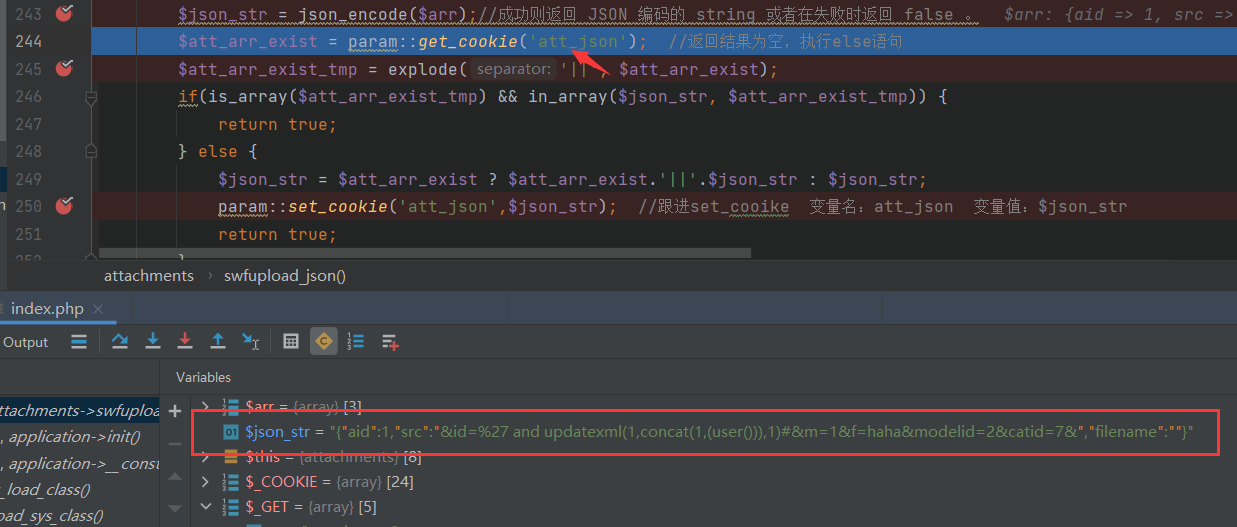 243 $json_str = json_encode($arr);//成功则返回 JSON 编码的 string 或者在失败时返回 false 。 $arr: {aid => 1, src =>
244 $att_arr_exist = param::get_cookie('att_json'); //返回结果为空，执行else语句
245 $att_arr_exist_tmp = explode( separator: '||', $att_arr_exist);
246 if(is_array($att_arr_exist_tmp) && in_array($json_str, $att_arr_exist_tmp)) {
247 return true;
248 } else {
249 $json_str = $att_arr_exist ? $att_arr_exist.'||'.$json_str : $json_str;
250 param::set_cookie('att_json',$json_str); //跟进set_cooike 变量名：att_json 变量值：$json_str
251 return true;
252 }
attachments › swfupload_json()
index.php ×
Output
Variables
ttachments->swfuploa
, application->init()
, application->__const
_load_class()
oad_sys_class()
$arr = {array} [3]
$json_str = "{"aid":1,"src":"&id=%27 and updatexml(1,concat(1,(user())),1)#&m=1&f=haha&modelid=2&catid=7&","filename":""}"
$this = {attachments} [8]
$_COOKIE = {array} [24]
$_GET = {array} [5]